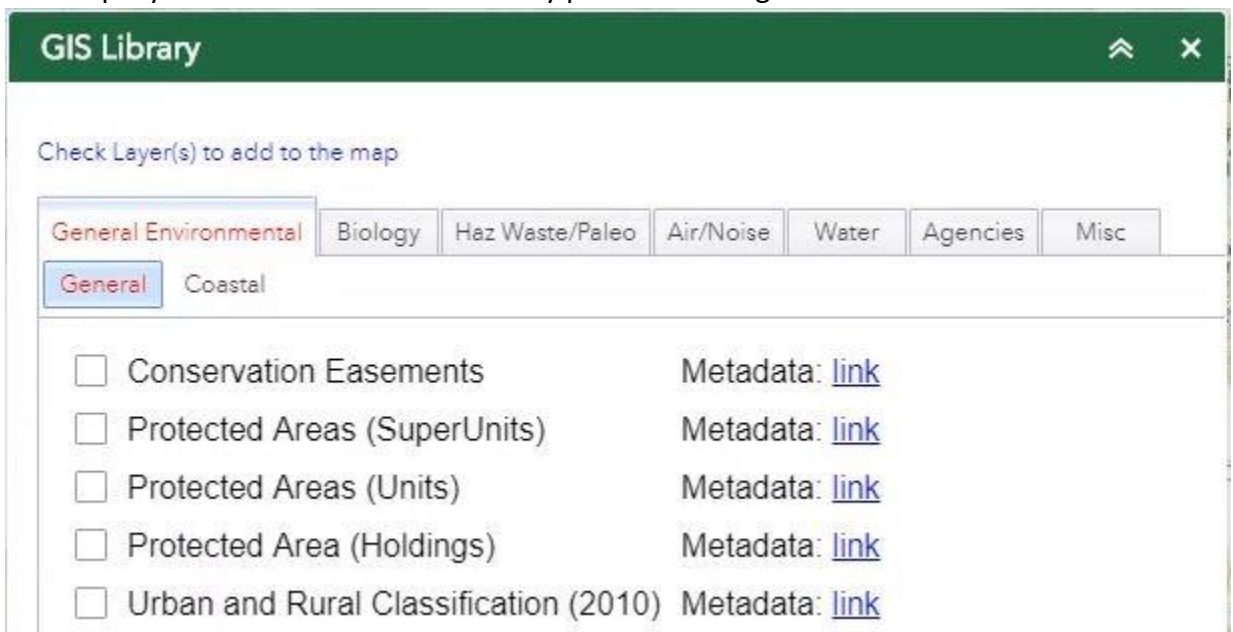 GIS Library
Check Layer(s) to add to the map
General Environmental Biology Haz Waste/Paleo Air/Noise Water Agencies Misc
General Coastal
Conservation Easements Metadata: link
Protected Areas (SuperUnits) Metadata: link
Protected Areas (Units) Metadata: link
Protected Area (Holdings) Metadata: link
Urban and Rural Classification (2010) Metadata: link